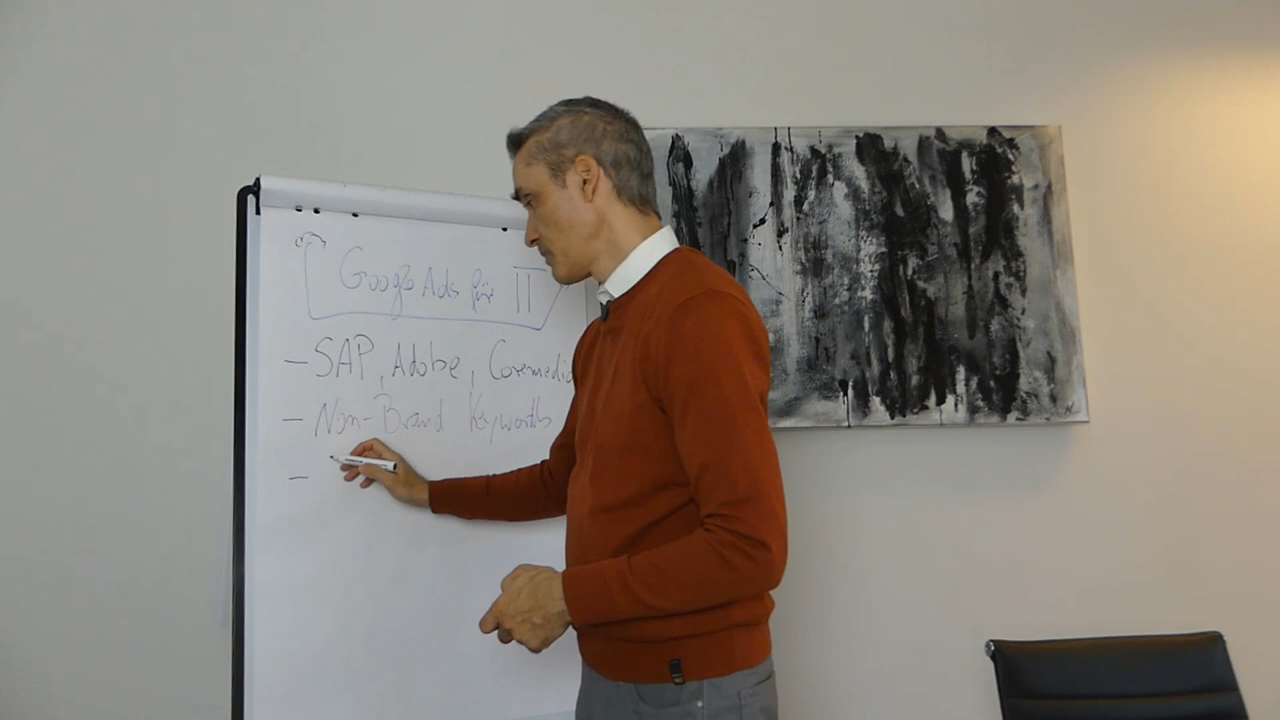 Google Ads für IT
- SAP, Adobe, Coremedia
- Non-Brand Keywords
-